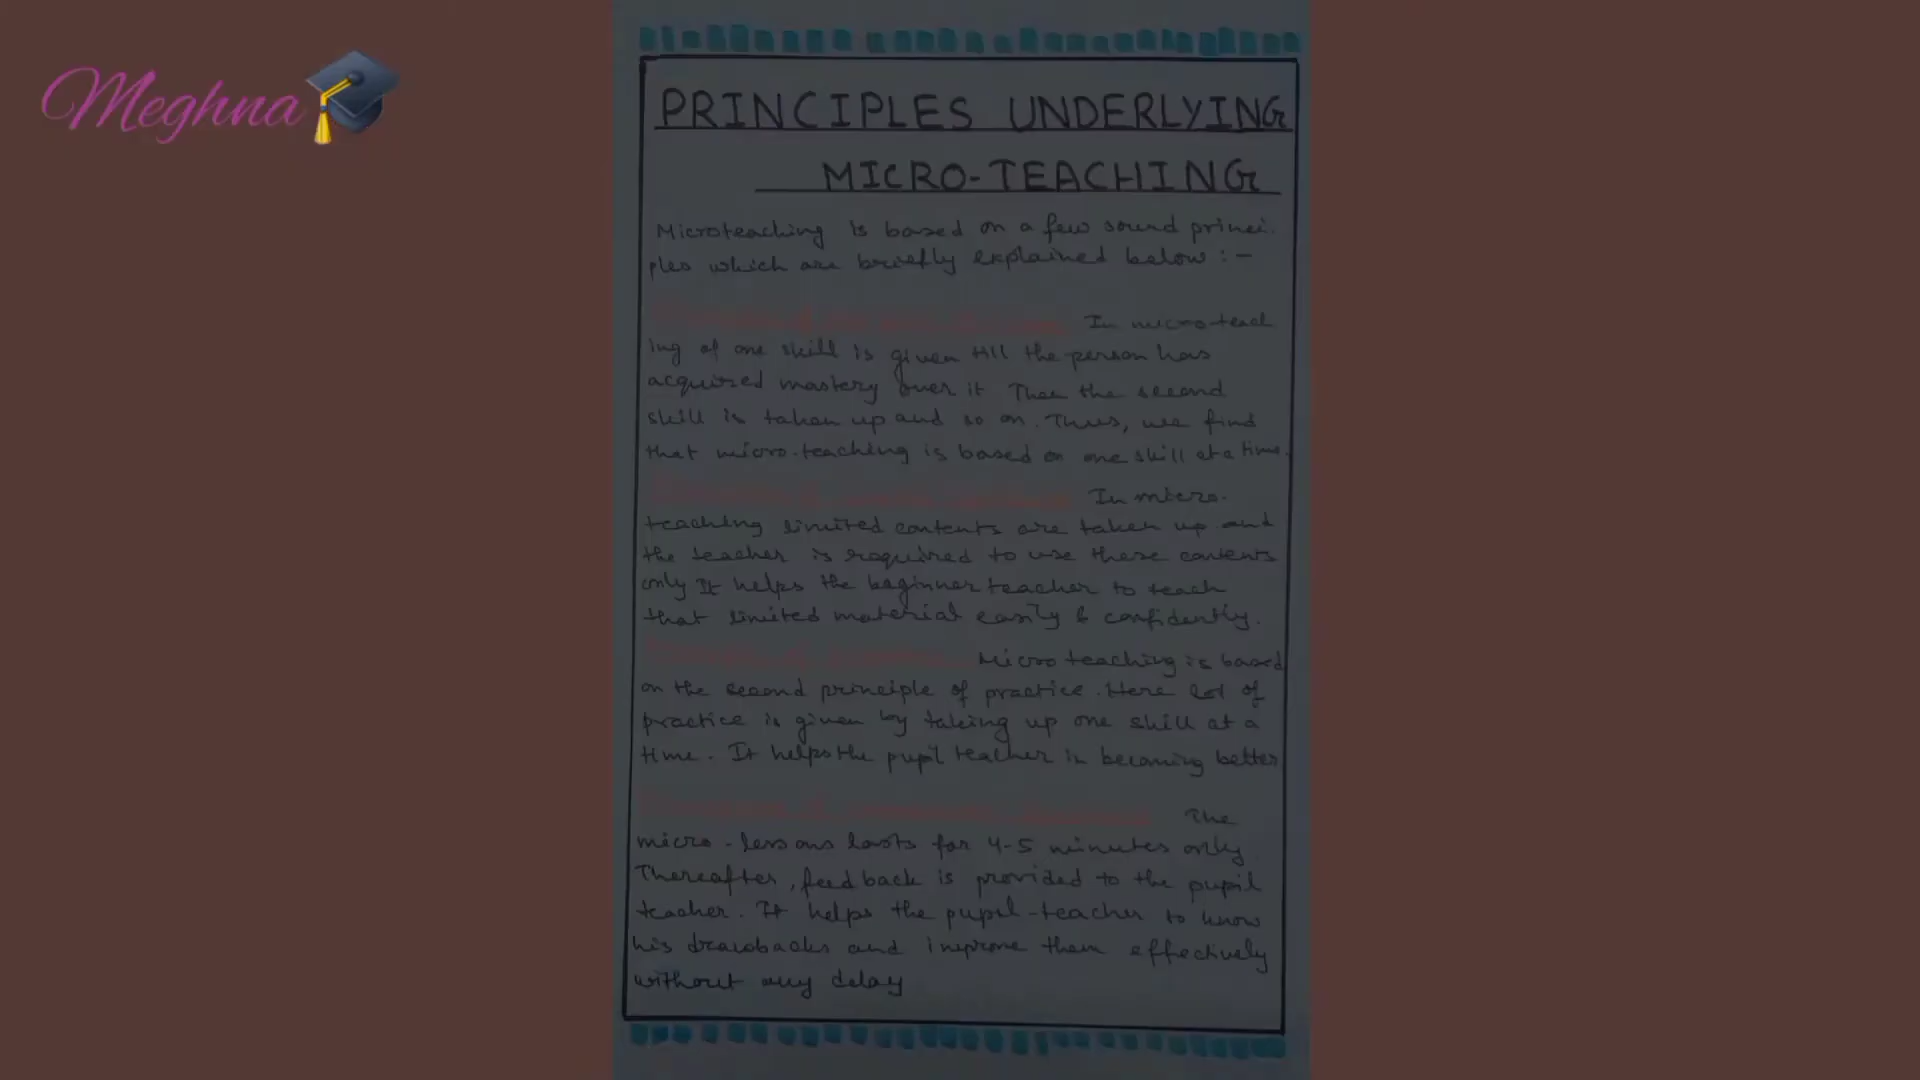 Meghna
PRINCIPLES UNDERLYING
MICRO-TEACHING
Microteaching is based on a few sound princi-
ples which are briefly explained below :-
In micro-teach
ing of one skill is given till the person has
acquired mastery over it Then the second
skill is taken up and so on. Thus, we find
that micro-teaching is based on one skill at a time.
In micro-
teaching limited contents are taken up and
the teacher is required to use these contents
only It helps the beginner teacher to teach
that limited material easily & confidently.
Micro teaching is based
on the second principle of practice. Here lot of
practice is given by taking up one skill at a
time. It helps the pupil teacher in becoming better
The
micro-lessons lasts for 4-5 minutes only
Thereafter, feedback is provided to the pupil
teacher. It helps the pupil-teacher to know
his drawbacks and improve them effectively
without any delay